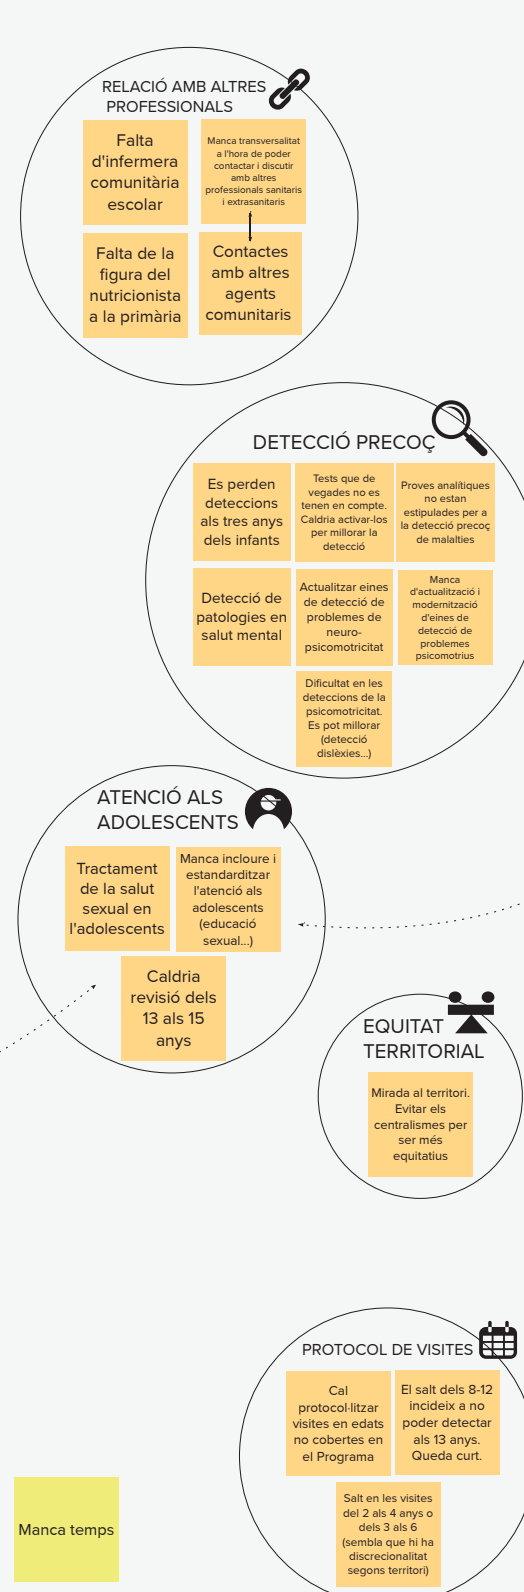 RELACIÓ AMB ALTRES
PROFESSIONALS
Falta
d'infermera
comunitària
escolar
Manca transversalitat
a l'hora de poder
contactar i discutir
amb altres
professionals sanitaris
i extrasanitaris
Falta de la
figura del
nutricionista
a la primària
Contactes
amb altres
agents
comunitaris
DETECCIÓ PRECOÇ
Es perden
deteccions
als tres anys
dels infants
Tests que de
vegades no es
tenen en compte.
Caldria activar-los
per millorar la
detecció
Proves analítiques
no estan
estipulades per a
la detecció precoç
de malalties
Detecció de
patologies en
salut mental
Actualitzar eines
de detecció de
problemes de
neuro-
psicomotricitat
Manca
d'actualització i
modernització
d'eines de
detecció de
problemes
psicomotrius
Dificultat en les
deteccions de la
psicomotricitat.
Es pot millorar
(detecció
dislèxies...)
ATENCIÓ ALS
ADOLESCENTS
Tractament
de la salut
sexual en
l'adolescents
Manca incloure i
estandarditzar
l'atenció als
adolescents
(educació
sexual...)
Caldria
revisió dels
13 als 15
anys
EQUITAT
TERRITORIAL
Mirada al territori.
Evitar els
centralismes per
ser més
equitatius
PROTOCOL DE VISITES
Cal
protocol·litzar
visites en edats
no cobertes en
el Programa
El salt dels 8-12
incideix a no
poder detectar
als 13 anys.
Queda curt.
Salt en les visites
del 2 als 4 anys o
dels 3 als 6
(sembla que hi ha
discrecionalitat
segons territori)
Manca temps